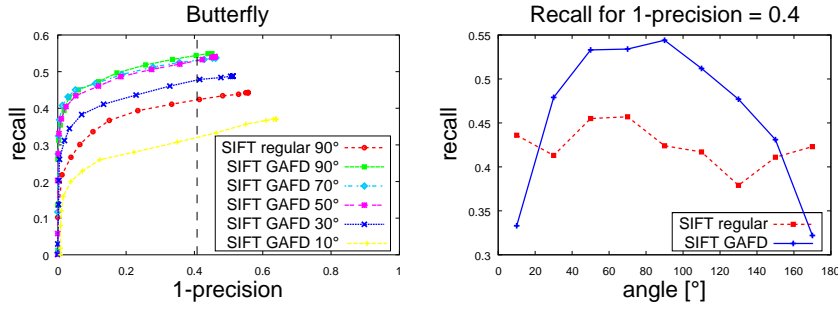 Butterfly
0.6
0.5
0.4
0.3
0.2
0.1
0
recall
SIFT regular 90°
SIFT GAFD 90°
SIFT GAFD 70°
SIFT GAFD 50°
SIFT GAFD 30°
SIFT GAFD 10°
0 0.2 0.4 0.6 0.8 1
1-precision
Recall for 1-precision = 0.4
0.55
0.5
0.45
0.4
0.35
0.3
recall
SIFT regular
SIFT GAFD
0 20 40 60 80 100 120 140 160 180
angle [°]